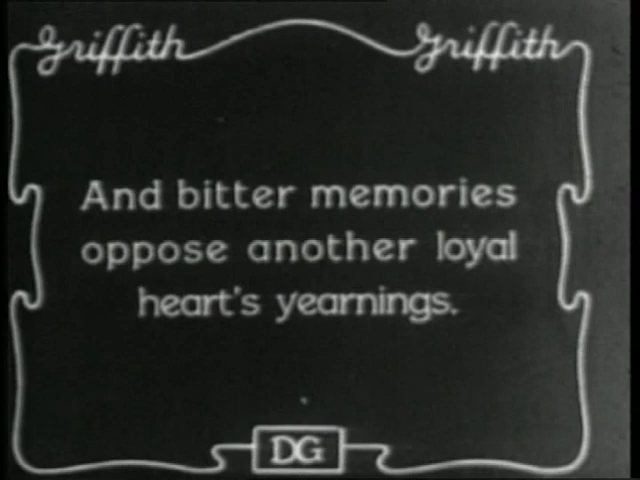 Griffith Griffith
And bitter memories
oppose another loyal
heart's yearnings.
DG